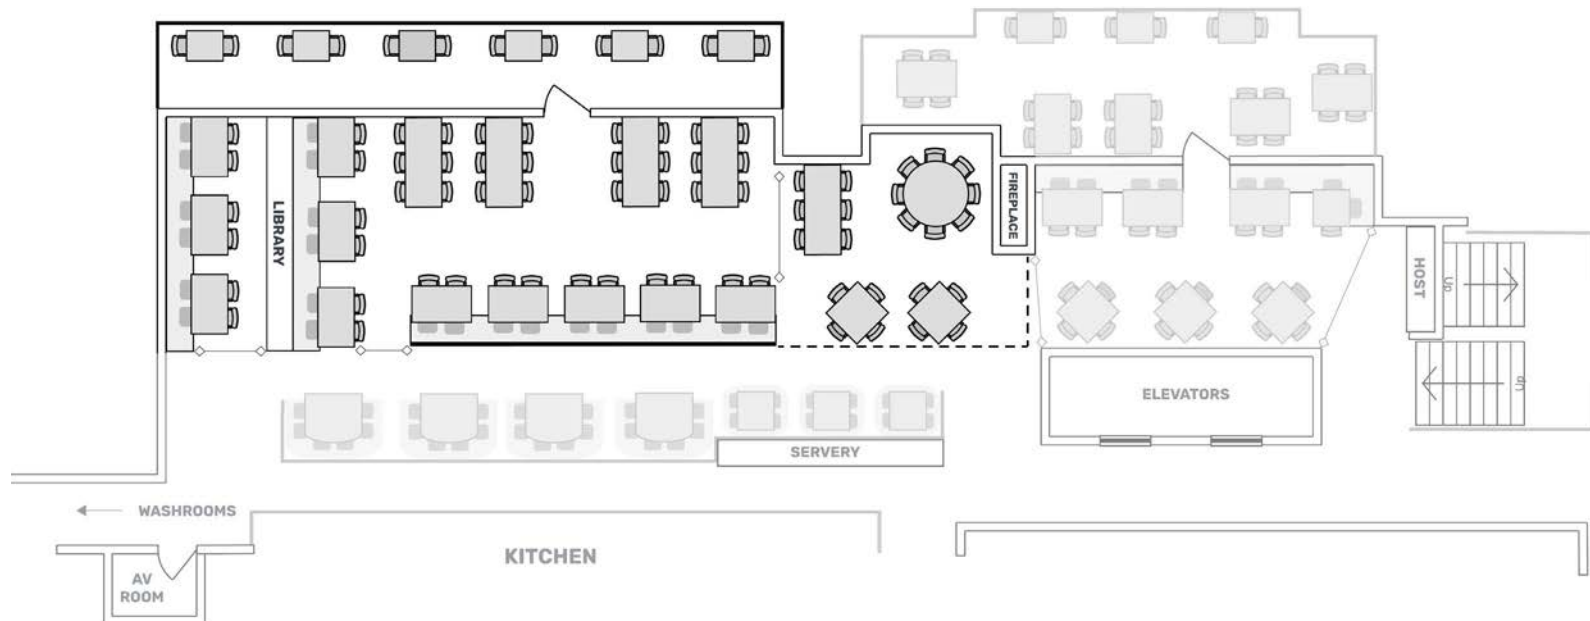 LIBRARY
FIREPLACE
HOST
Up
ELEVATORS
Up
SERVERY
WASHROOMS
KITCHEN
AV
ROOM